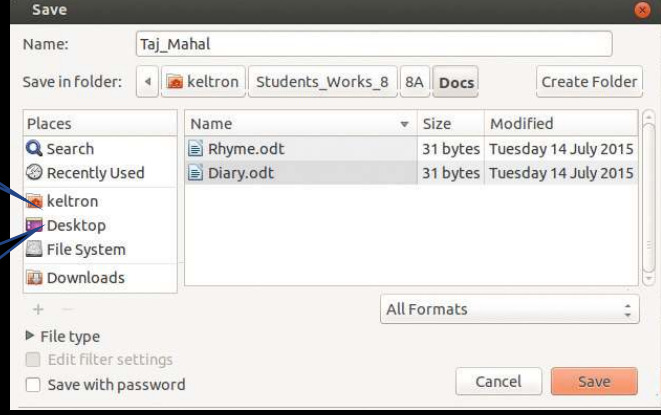 Save
Name: Taj_Mahal
Save in folder: keltron Students_Works_8 8A Docs Create Folder
Places Name Size Modified
Search Rhyme.odt 31 bytes Tuesday 14 July 2015
Recently Used Diary.odt 31 bytes Tuesday 14 July 2015
keltron
Desktop
File System
Downloads
All Formats
File type
Edit filter settings
Save with password Cancel Save